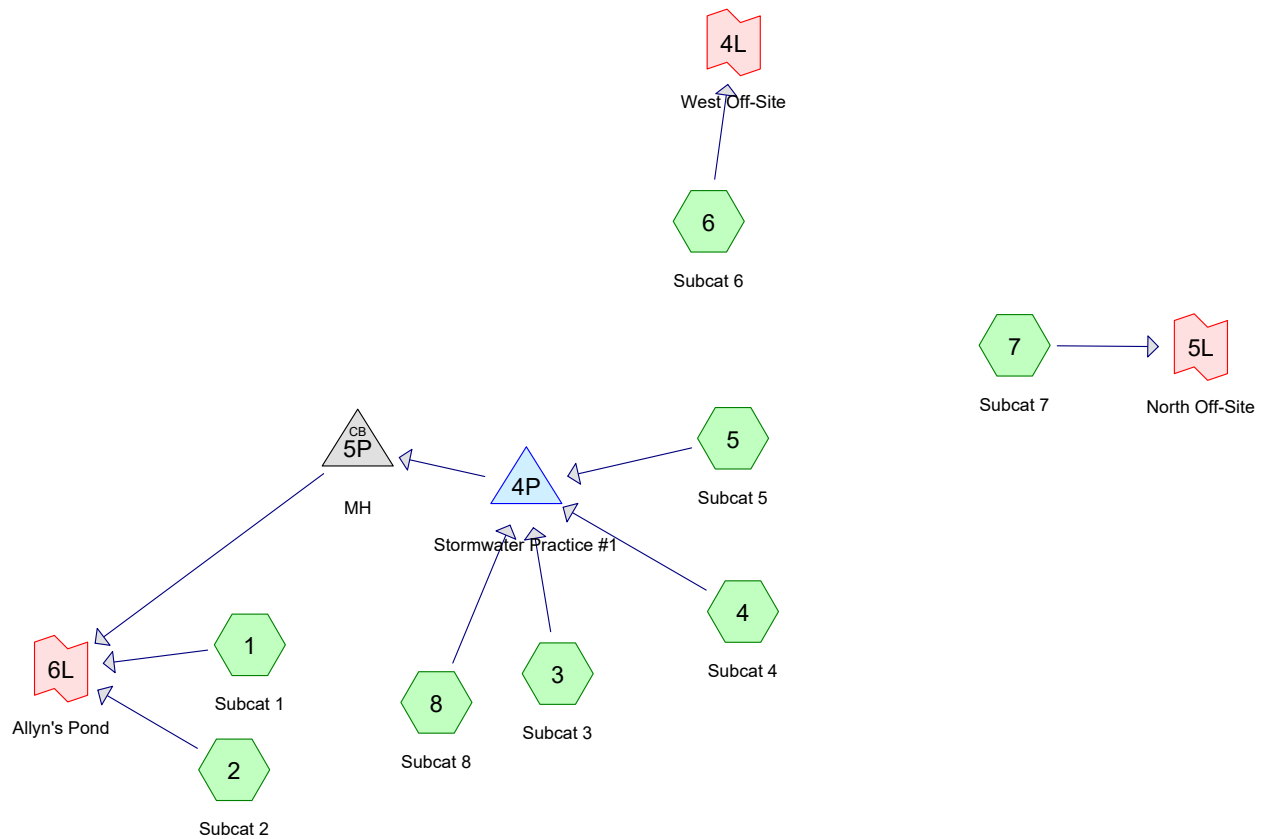 4L
West Off-Site
6
Subcat 6
7
Subcat 7
5L
North Off-Site
CB
5P
MH
4P
Stormwater Practice #1
5
Subcat 5
4
Subcat 4
6L
Allyn's Pond
1
Subcat 1
2
Subcat 2
8
Subcat 8
3
Subcat 3